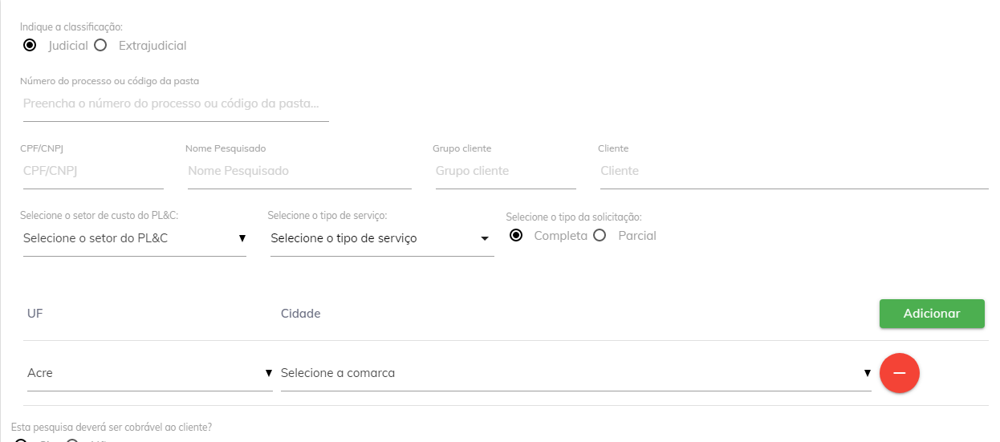 Indique a classificação:
Judicial Extrajudicial
Número do processo ou código da pasta
Preencha o número do processo ou código da pasta...
CPF/CNPJ Nome Pesquisado Grupo cliente Cliente
CPF/CNPJ Nome Pesquisado Grupo cliente Cliente
Selecione o setor de custo do PL&C: Selecione o tipo de serviço: Selecione o tipo da solicitação:
Selecione o setor do PL&C Selecione o tipo de serviço Completa Parcial
UF Cidade Adicionar
Acre Selecione a comarca
Esta pesquisa deverá ser cobrável ao cliente?